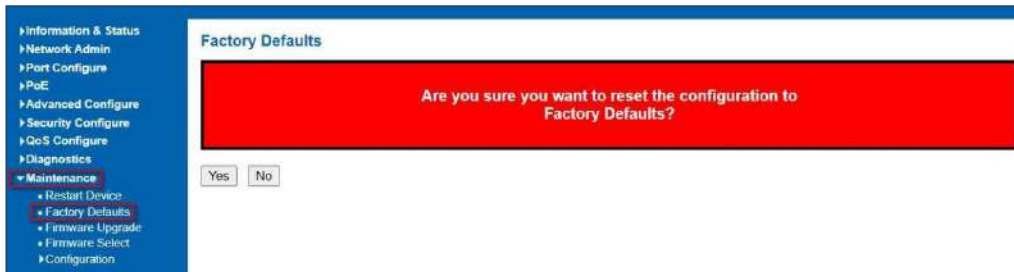 Information & Status
Network Admin
Port Configure
PoE
Advanced Configure
Security Configure
QoS Configure
Diagnostics
Maintenance
Restart Device
Factory Defaults
Firmware Upgrade
Firmware Select
Configuration
Factory Defaults
Are you sure you want to reset the configuration to
Factory Defaults?
Yes No